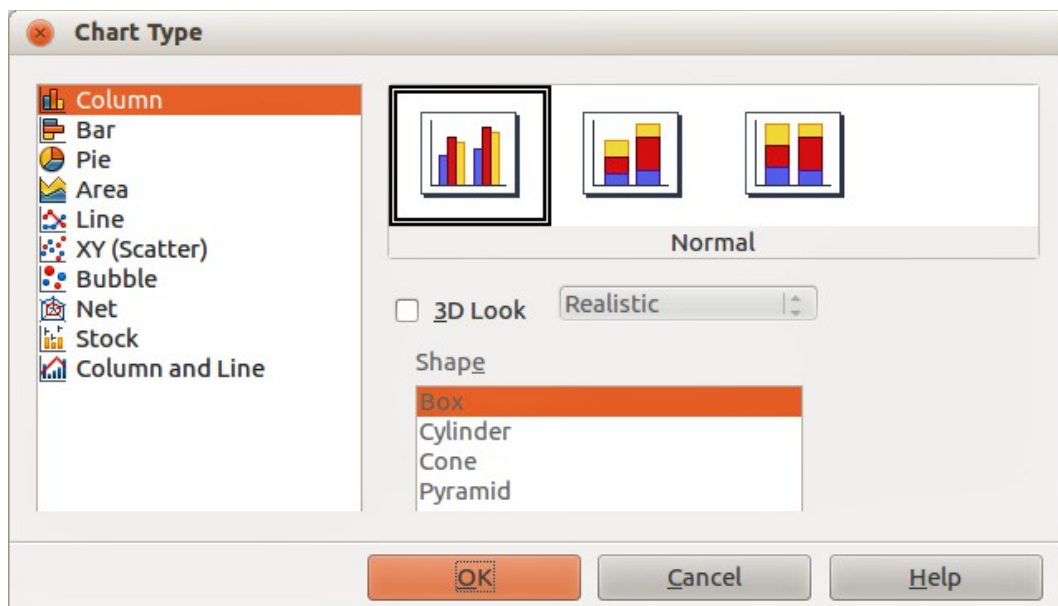 Chart Type
Column
Bar
Pie
Area
Line
XY (Scatter)
Bubble
Net
Stock
Column and Line
Normal
3D Look
Realistic
Shape
Box
Cylinder
Cone
Pyramid
OK
Cancel
Help